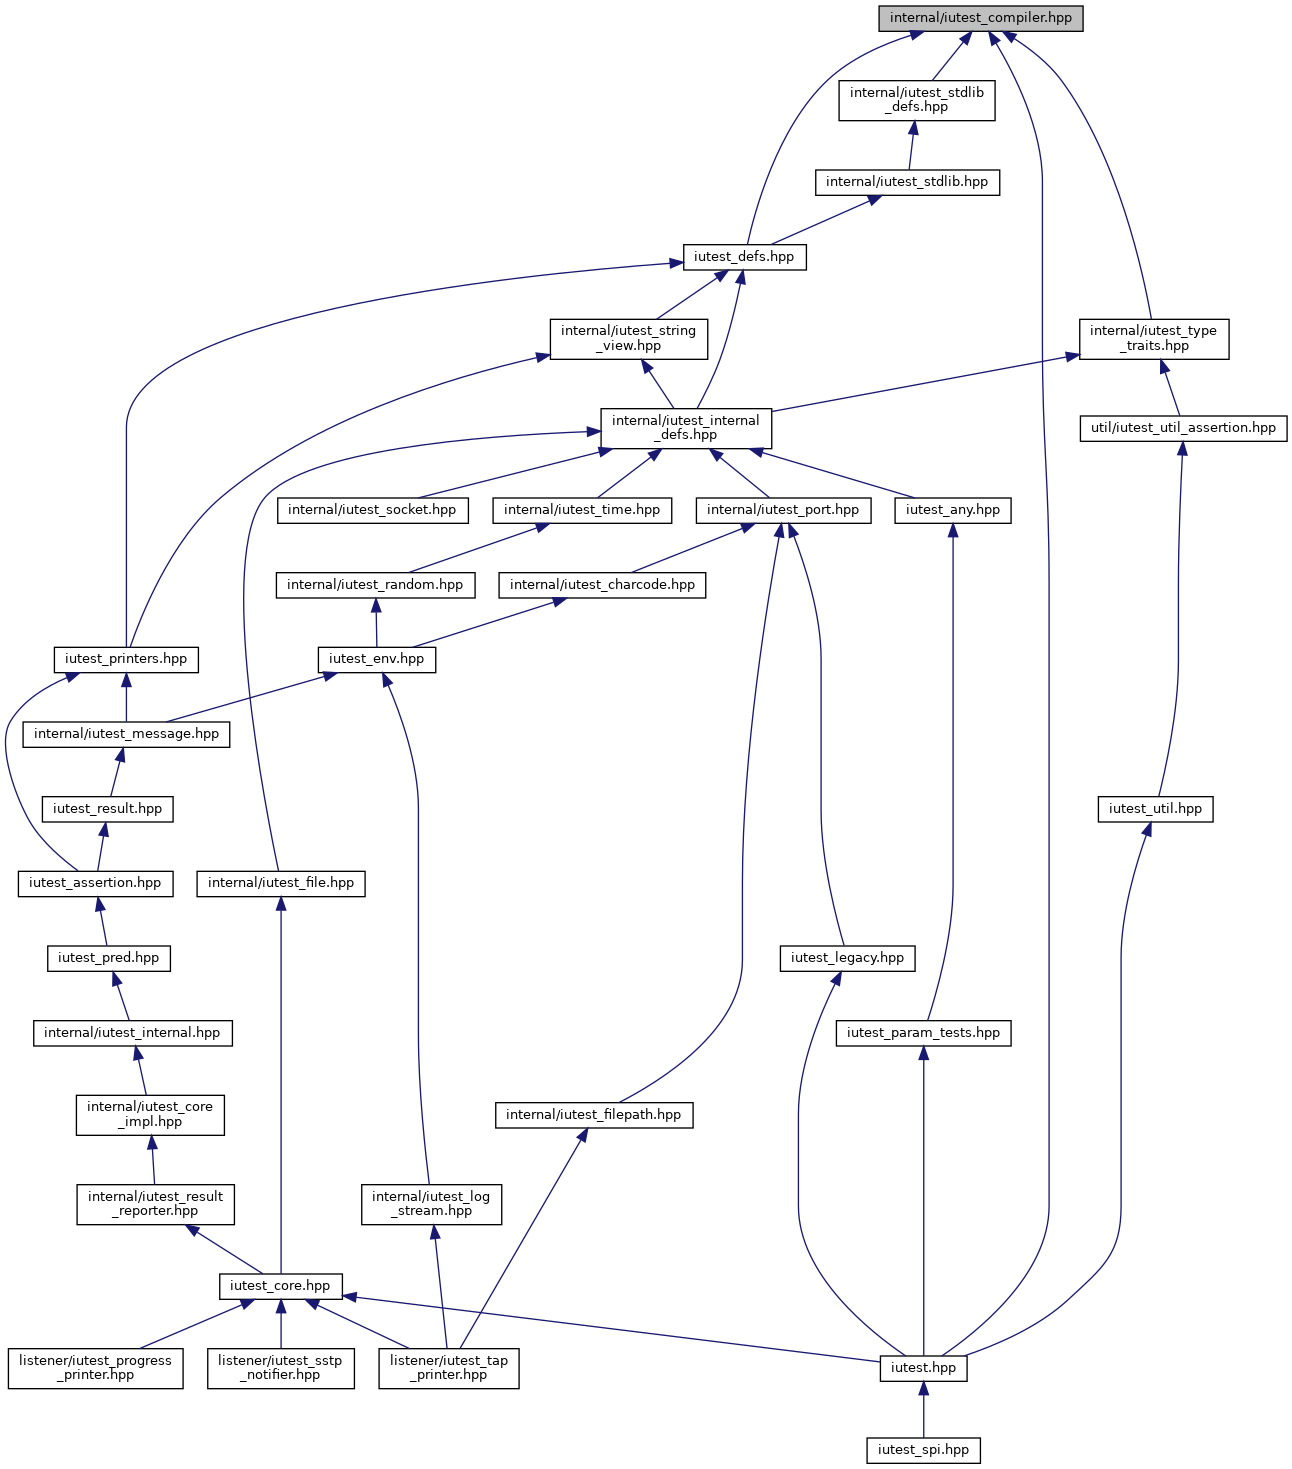 internal/iutest_compiler.hpp
internal/iutest_stdlib
_defs.hpp
internal/iutest_stdlib.hpp
iutest_defs.hpp
internal/iutest_string
_view.hpp
internal/iutest_type
_traits.hpp
internal/iutest_internal
_defs.hpp
util/iutest_util_assertion.hpp
internal/iutest_socket.hpp
internal/iutest_time.hpp
internal/iutest_port.hpp
iutest_any.hpp
internal/iutest_random.hpp
internal/iutest_charcode.hpp
iutest_printers.hpp
iutest_env.hpp
internal/iutest_message.hpp
iutest_result.hpp
iutest_util.hpp
iutest_assertion.hpp
internal/iutest_file.hpp
iutest_pred.hpp
iutest_legacy.hpp
internal/iutest_internal.hpp
iutest_param_tests.hpp
internal/iutest_core
_impl.hpp
internal/iutest_filepath.hpp
internal/iutest_result
_reporter.hpp
internal/iutest_log
_stream.hpp
iutest_core.hpp
listener/iutest_progress
_printer.hpp
listener/iutest_sstp
_notifier.hpp
listener/iutest_tap
_printer.hpp
iutest.hpp
iutest_spi.hpp